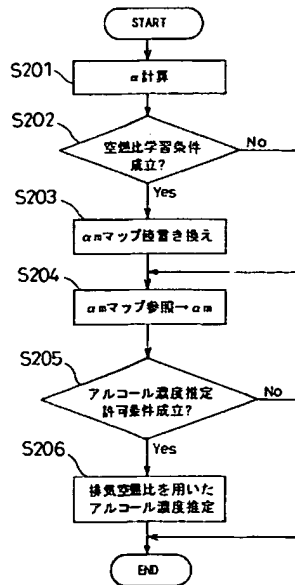 START
S201
α計算
S202
空燃比学習条件
成立?
No
Yes
S203
αmマップ値書き換え
S204
αmマップ参照→αm
S205
アルコール濃度推定
許可条件成立?
No
Yes
S206
排気空燃比を用いた
アルコール濃度推定
END